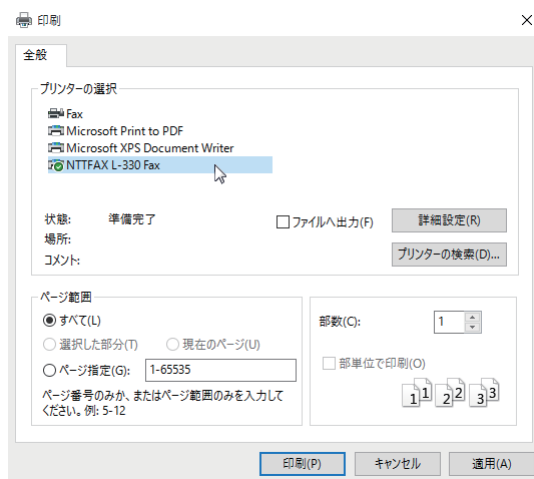 印刷
全般
プリンターの選択
Fax
Microsoft Print to PDF
Microsoft XPS Document Writer
NTTFAX L-330 Fax
状態: 準備完了
場所:
コメント:
ファイルへ出力(F)
詳細設定(R)
プリンターの検索(D)...
ページ範囲
すべて(L)
選択した部分(T) 現在のページ(U)
ページ指定(G): 1-65535
ページ番号のみか、またはページ範囲のみを入力して
ください。例: 5-12
部数(C): 1
部単位で印刷(O)
1 1 2 2 3 3
印刷(P) キャンセル 適用(A)